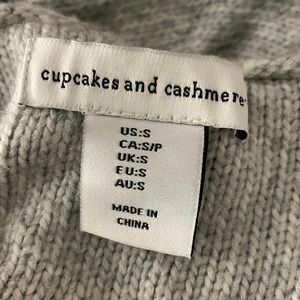 cupcakes and cashmere
US:S
CA:S/P
UK:S
EU:S
AU:S
MADE IN
CHINA